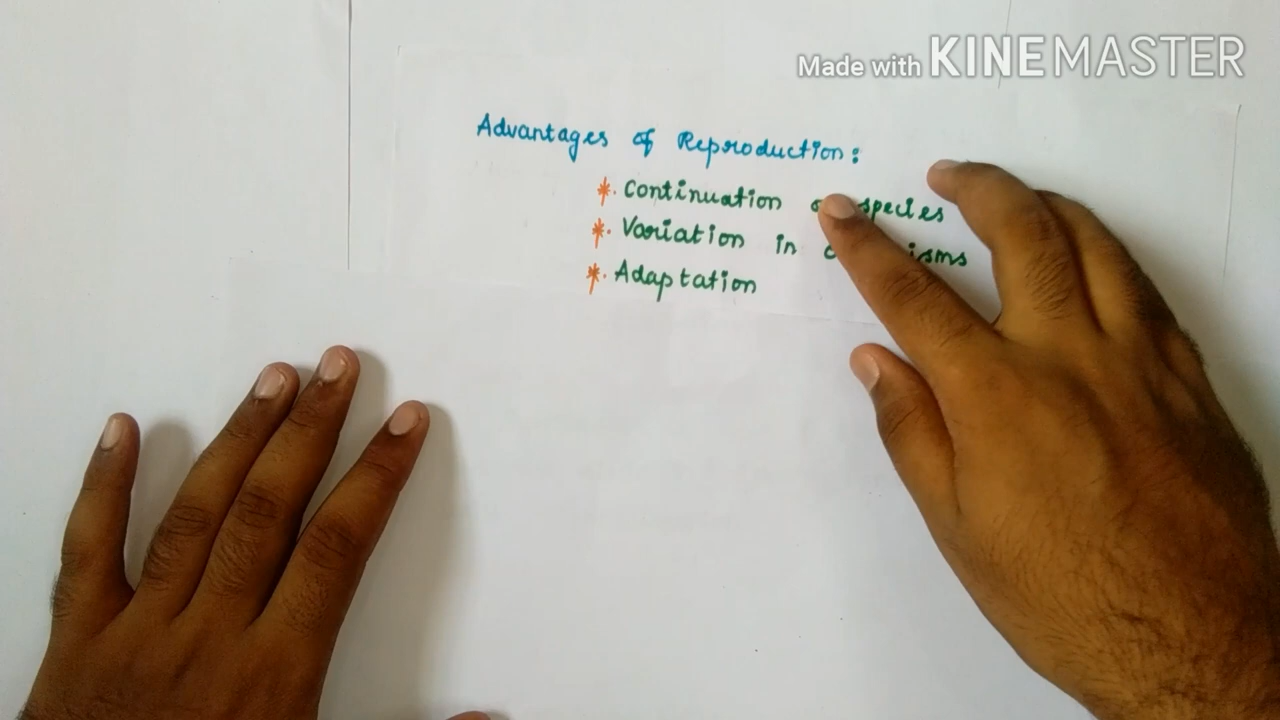 Made with KINEMASTER
Advantages of Reproduction:
*. Continuation species
*. Variation in
*. Adaptation